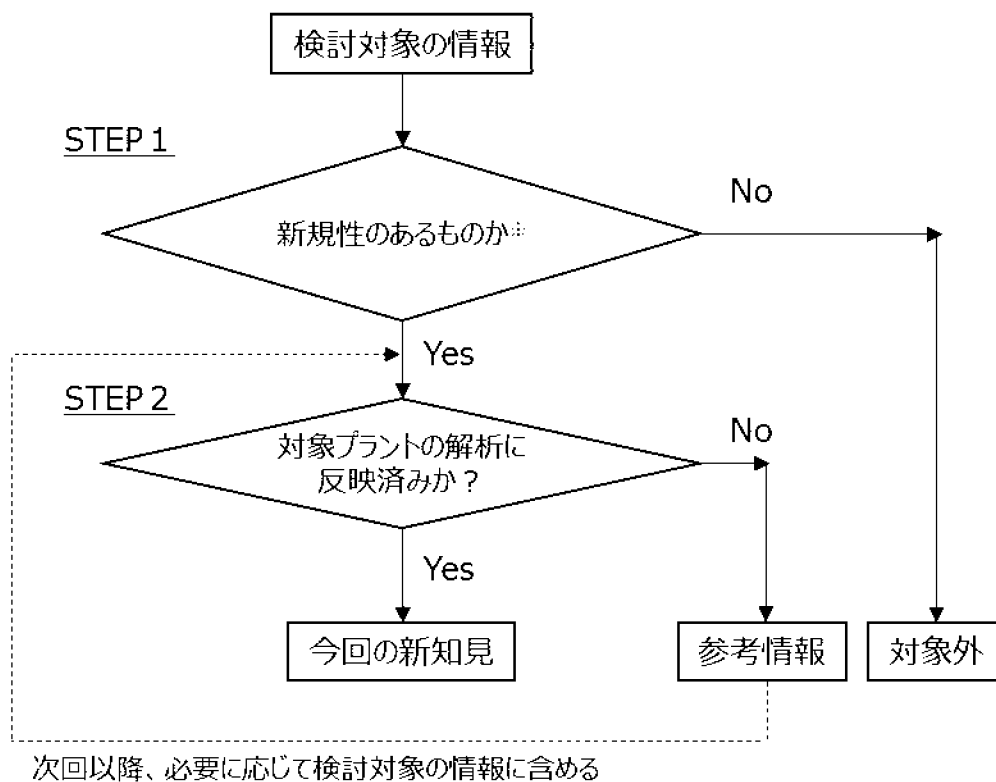 検討対象の情報
STEP 1
No
新規性のあるものか※
Yes
STEP 2
No
対象プラントの解析に
反映済みか？
Yes
今回の新知見
参考情報
対象外
次回以降、必要に応じて検討対象の情報に含める